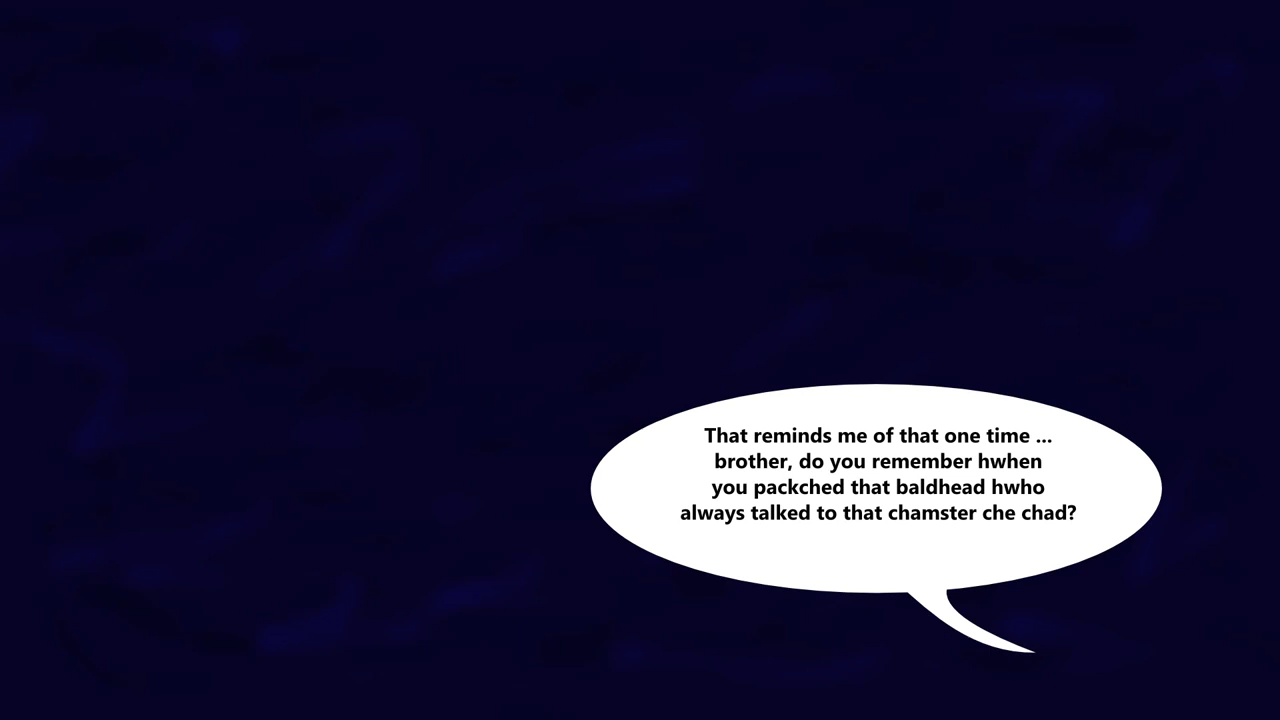 That reminds me of that one time ...
brother, do you remember hwhen
you packched that baldhead hwho
always talked to that chamster che chad?